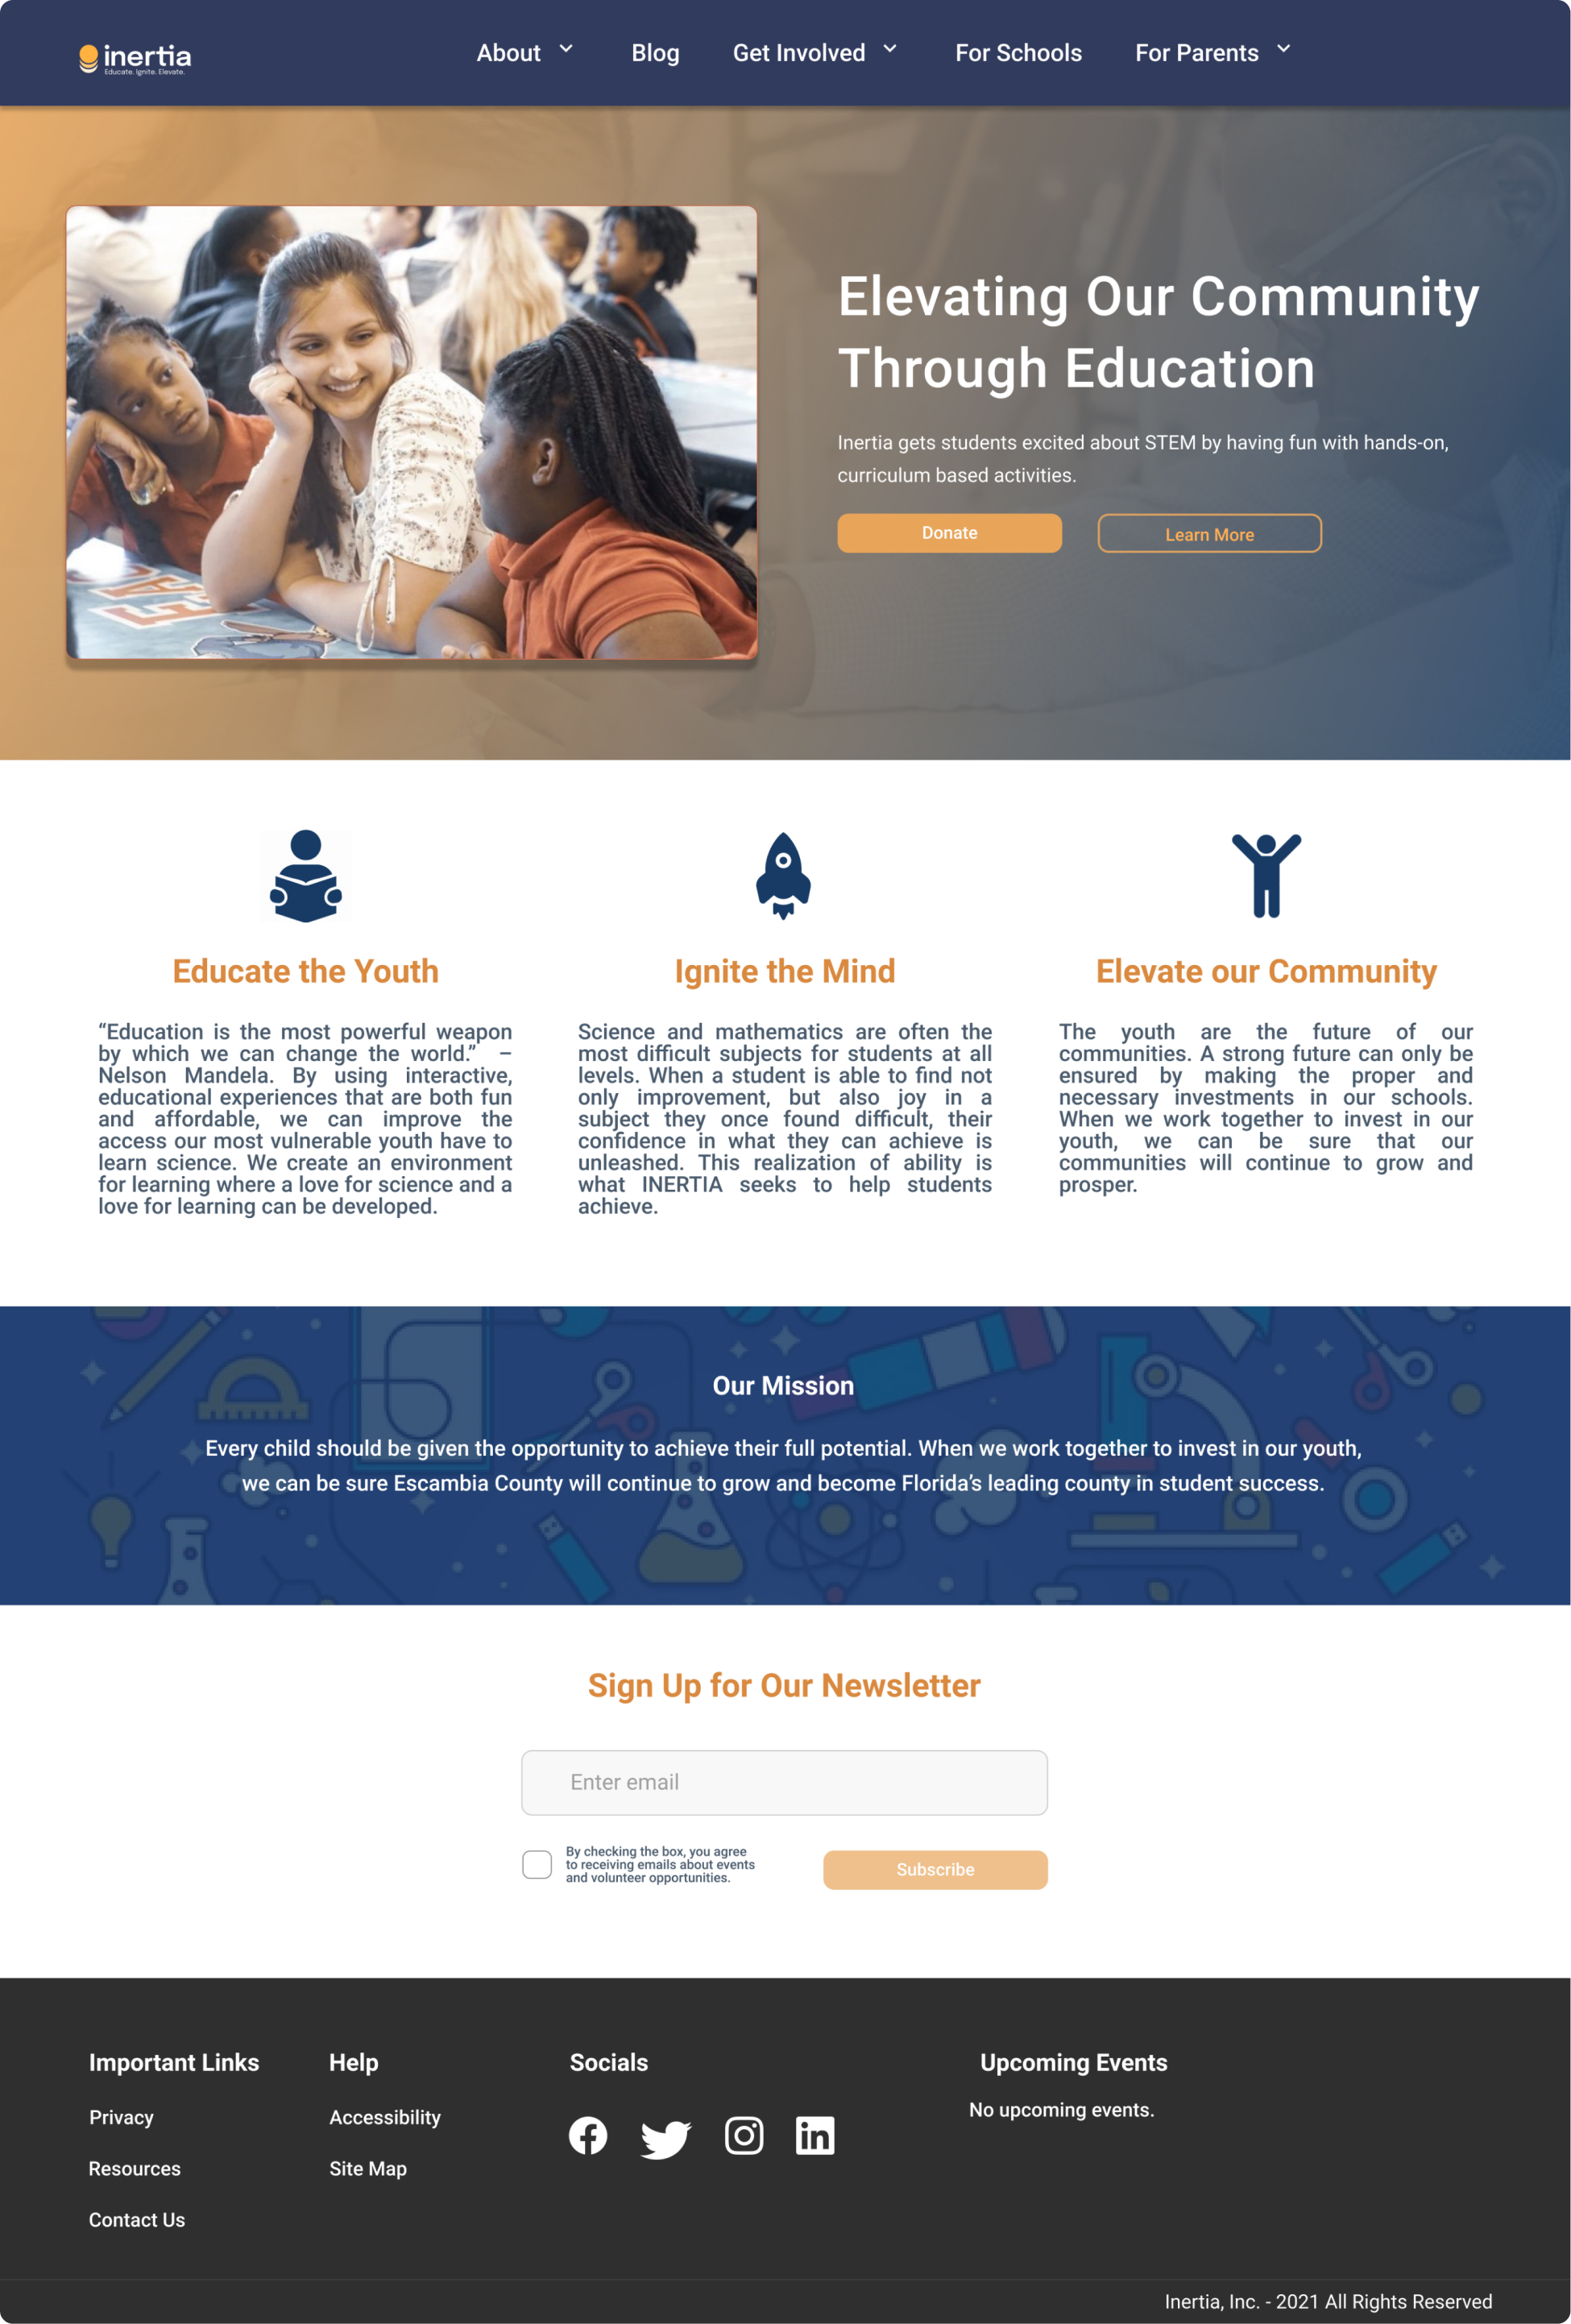 inertia
Educate. Ignite. Elevate.
About
Blog
Get Involved
For Schools
For Parents
Elevating Our Community
Through Education
Inertia gets students excited about STEM by having fun with hands-on,
curriculum based activities.
Donate
Learn More
Educate the Youth
“Education is the most powerful weapon
by which we can change the world.” –
Nelson Mandela. By using interactive,
educational experiences that are both fun
and affordable, we can improve the
access our most vulnerable youth have to
learn science. We create an environment
for learning where a love for science and a
love for learning can be developed.
Ignite the Mind
Science and mathematics are often the
most difficult subjects for students at all
levels. When a student is able to find not
only improvement, but also joy in a
subject they once found difficult, their
confidence in what they can achieve is
unleashed. This realization of ability is
what INERTIA seeks to help students
achieve.
Elevate our Community
The youth are the future of our
communities. A strong future can only be
ensured by making the proper and
necessary investments in our schools.
When we work together to invest in our
youth, we can be sure that our
communities will continue to grow and
prosper.
Our Mission
Every child should be given the opportunity to achieve their full potential. When we work together to invest in our youth,
we can be sure Escambia County will continue to grow and become Florida’s leading county in student success.
Sign Up for Our Newsletter
Enter email
By checking the box, you agree
to receiving emails about events
and volunteer opportunities.
Subscribe
Important Links
Privacy
Resources
Contact Us
Help
Accessibility
Site Map
Socials
Upcoming Events
No upcoming events.
Inertia, Inc. - 2021 All Rights Reserved